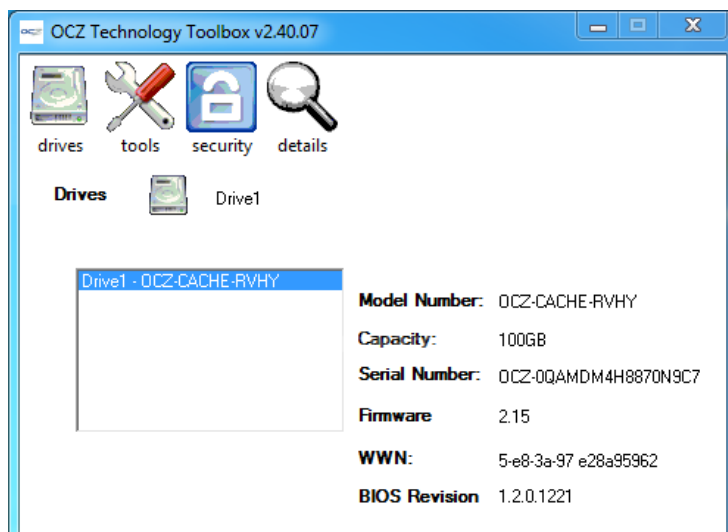 ocz OCZ Technology Toolbox v2.40.07
drives tools security details
Drives Drive1
Drive1 - OCZ-CACHE-RVHY
Model Number: OCZ-CACHE-RVHY
Capacity: 100GB
Serial Number: OCZ-0QAMDM4H8870N9C7
Firmware 2.15
WWN: 5-e8-3a-97 e28a95962
BIOS Revision 1.2.0.1221